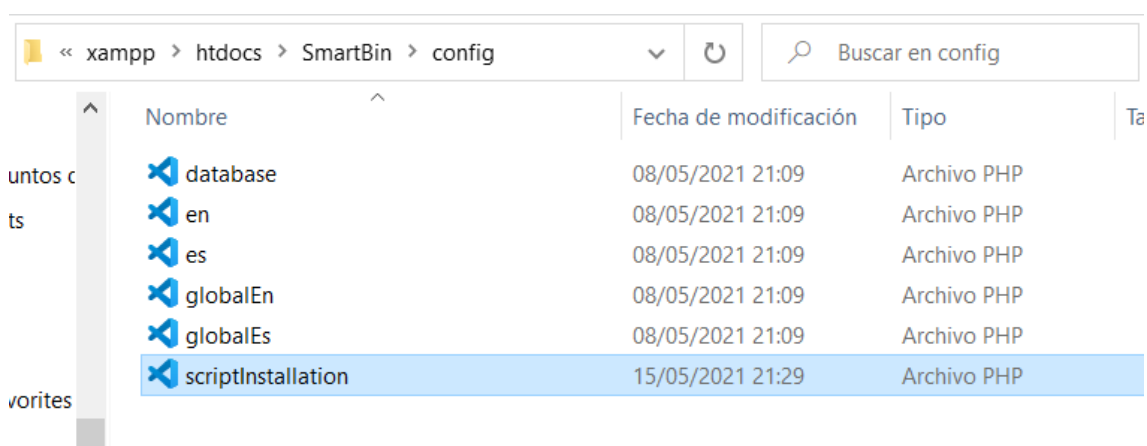 « xampp > htdocs > SmartBin > config
Buscar en config
Nombre Fecha de modificación Tipo Ta
untos c
ts
vorites
database 08/05/2021 21:09 Archivo PHP
en 08/05/2021 21:09 Archivo PHP
es 08/05/2021 21:09 Archivo PHP
globalEn 08/05/2021 21:09 Archivo PHP
globalEs 08/05/2021 21:09 Archivo PHP
scriptInstallation 15/05/2021 21:29 Archivo PHP